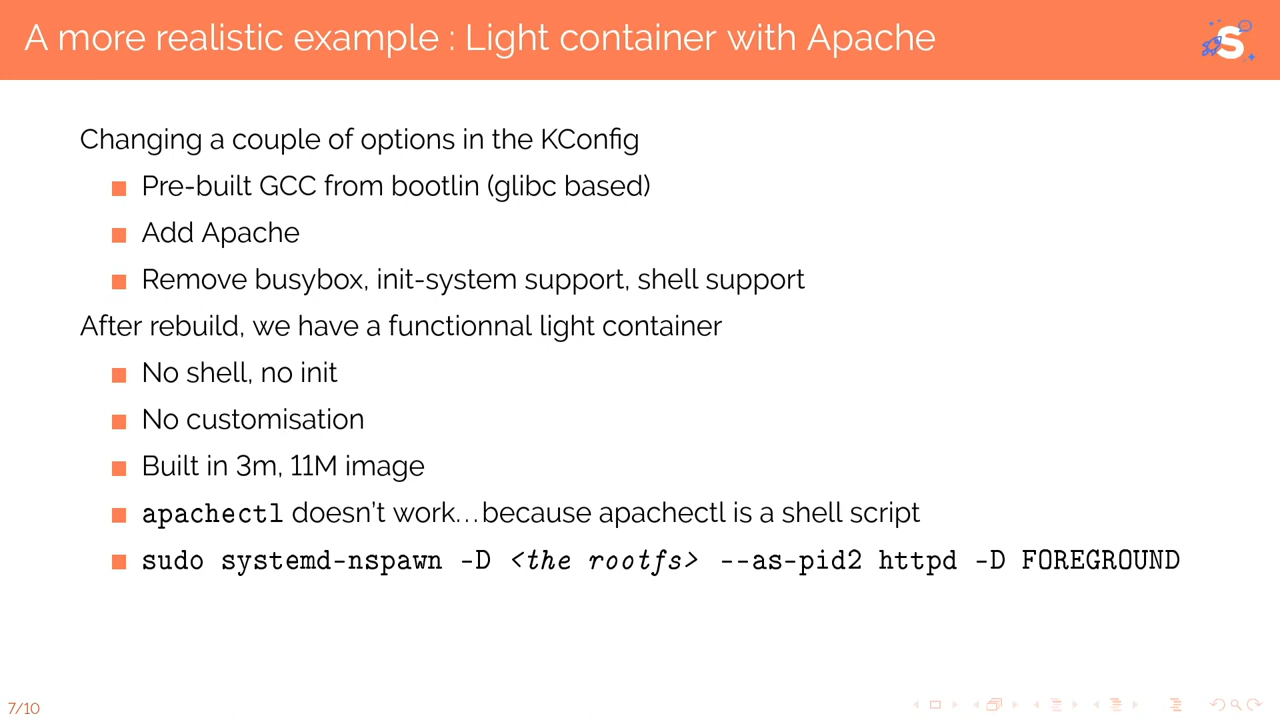 A more realistic example : Light container with Apache
S
Changing a couple of options in the KConfig
Pre-built GCC from bootlin (glibc based)
Add Apache
Remove busybox, init-system support, shell support
After rebuild, we have a functionnal light container
No shell, no init
No customisation
Built in 3m, 11M image
apachectl doesn't work...because apachectl is a shell script
sudo systemd-nspawn -D <the rootfs> --as-pid2 httpd -D FOREGROUND
7/10